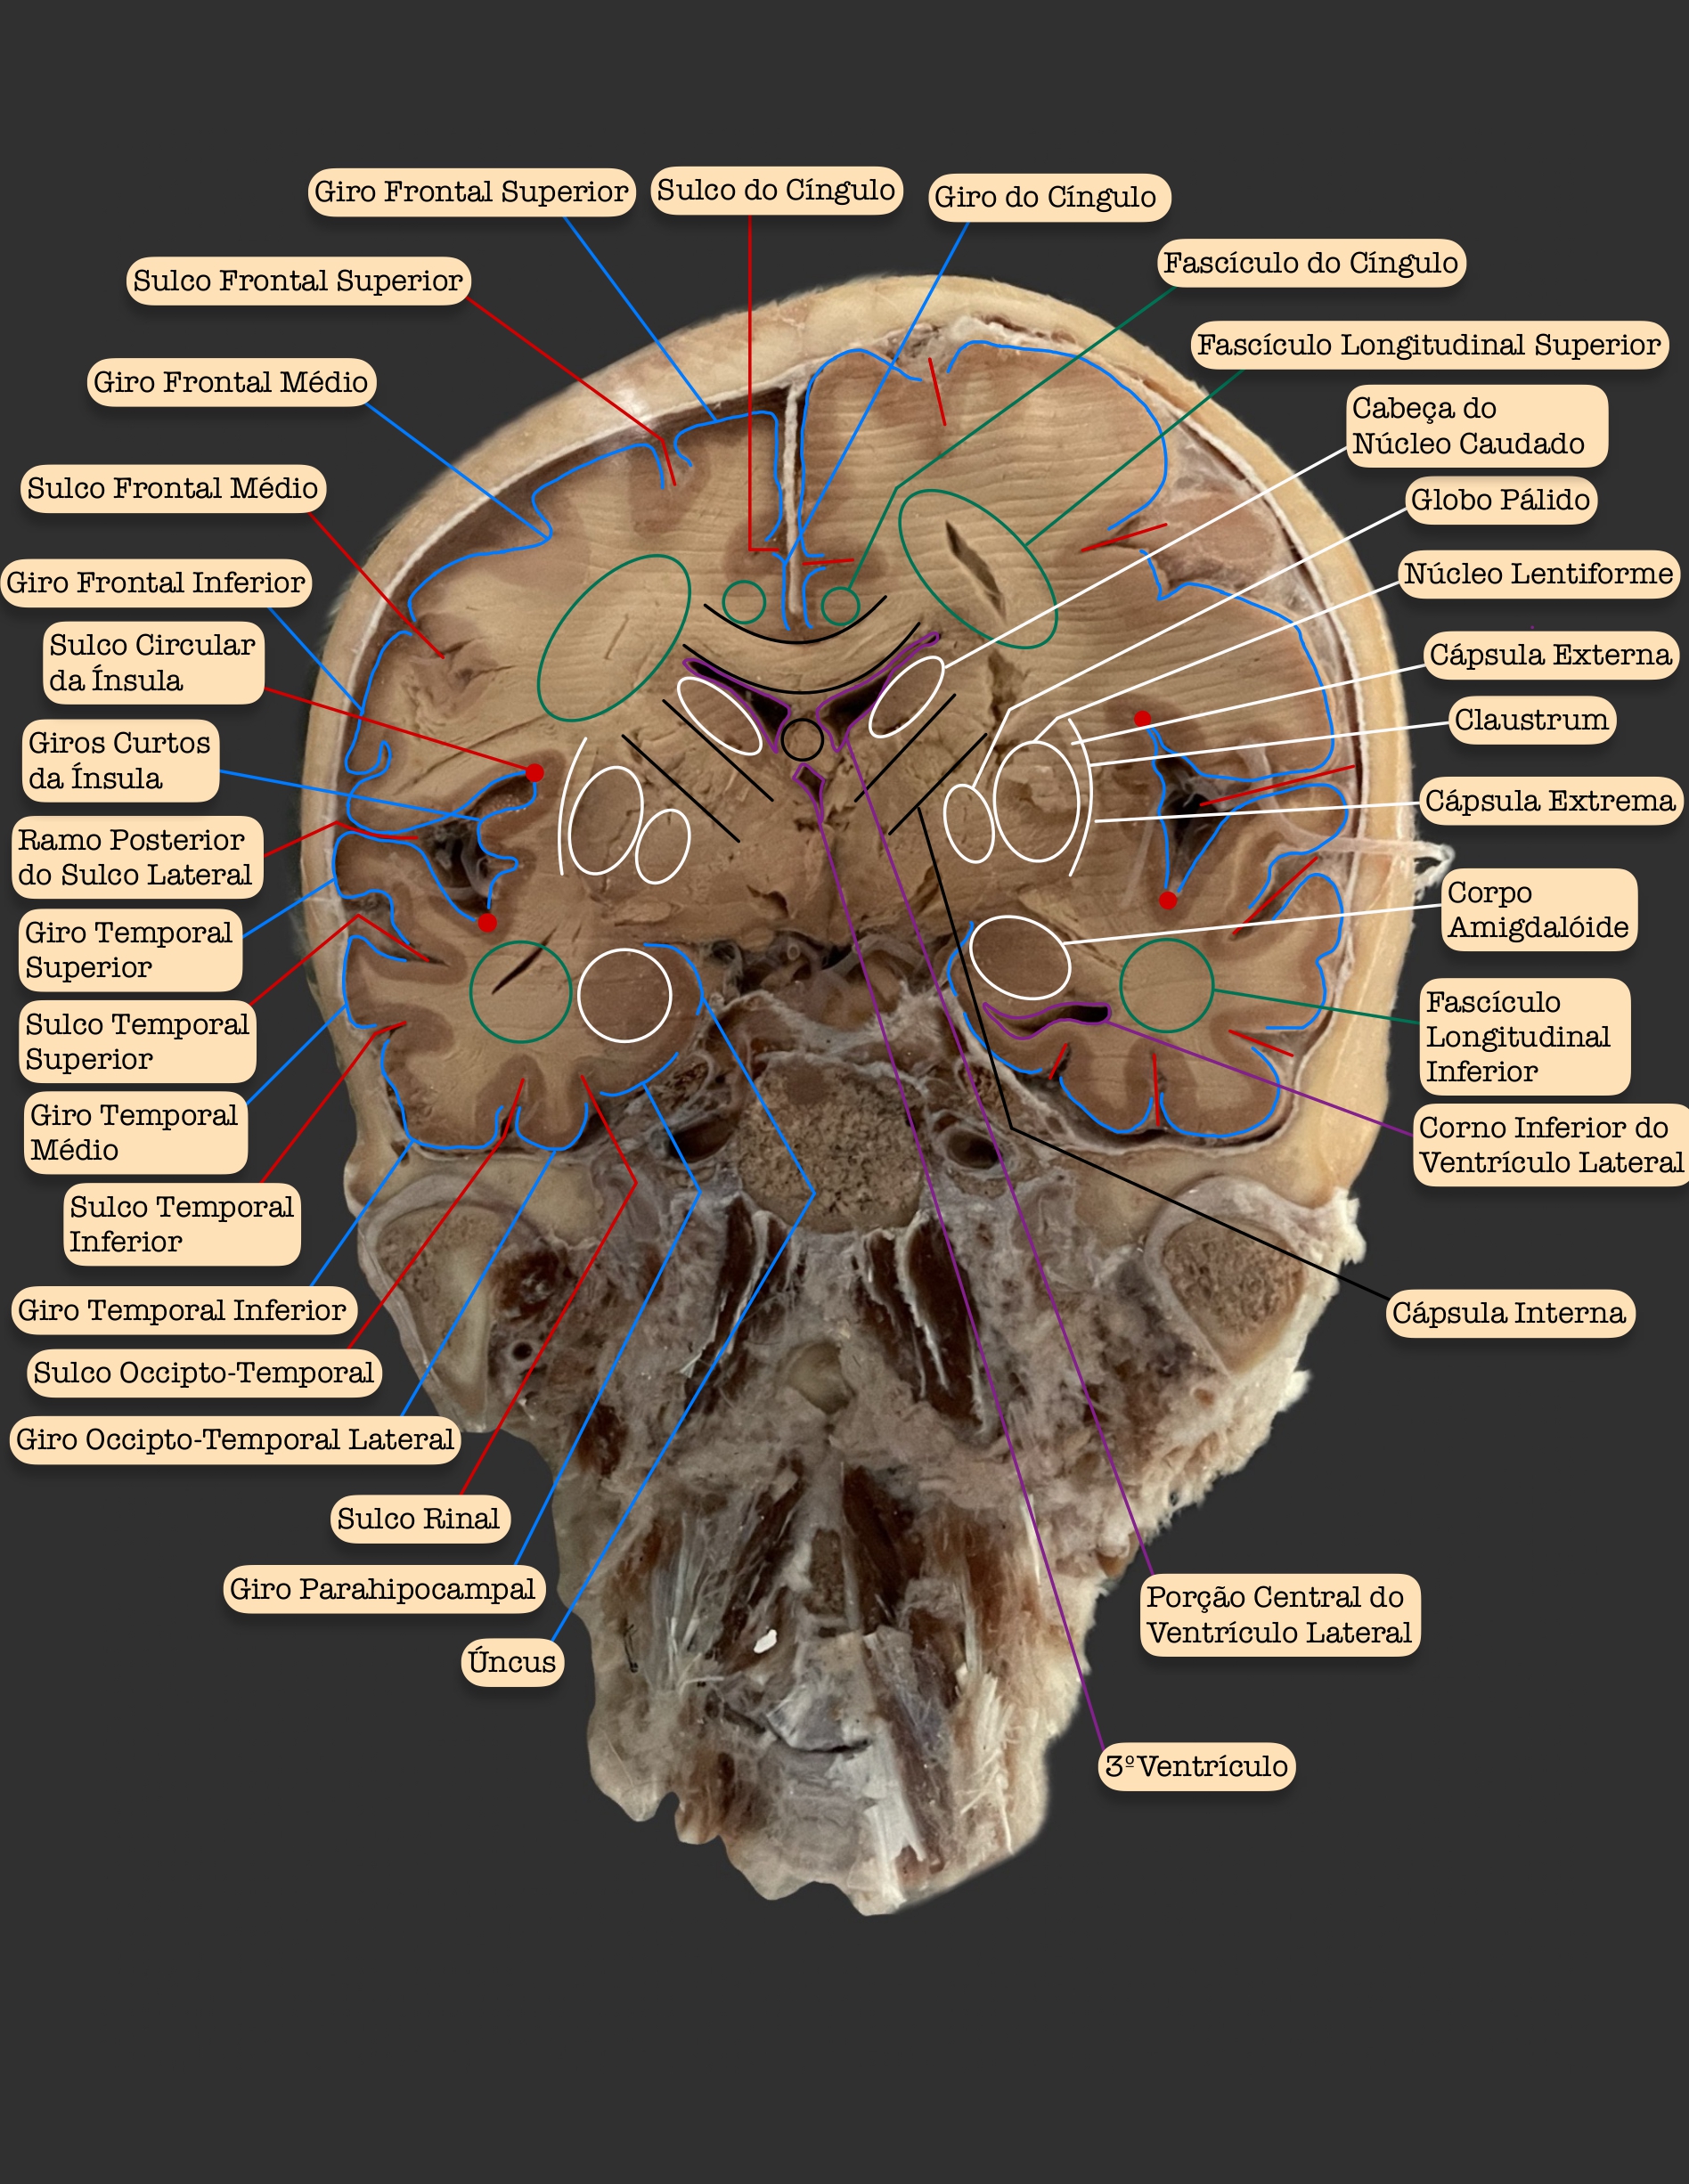 Giro Frontal Superior
Sulco do Cíngulo
Giro do Cíngulo
Sulco Frontal Superior
Fascículo do Cíngulo
Giro Frontal Médio
Fascículo Longitudinal Superior
Cabeça do
Núcleo Caudado
Sulco Frontal Médio
Globo Pálido
Giro Frontal Inferior
Núcleo Lentiforme
Sulco Circular
da Ínsula
Cápsula Externa
Giros Curtos
da Ínsula
Claustrum
Ramo Posterior
do Sulco Lateral
Cápsula Extrema
Giro Temporal
Superior
Corpo
Amigdalóide
Sulco Temporal
Superior
Fascículo
Longitudinal
Inferior
Giro Temporal
Médio
Corno Inferior do
Ventrículo Lateral
Sulco Temporal
Inferior
Giro Temporal Inferior
Cápsula Interna
Sulco Occipto-Temporal
Giro Occipto-Temporal Lateral
Sulco Rinal
Giro Parahipocampal
Porção Central do
Ventrículo Lateral
Úncus
3ºVentrículo